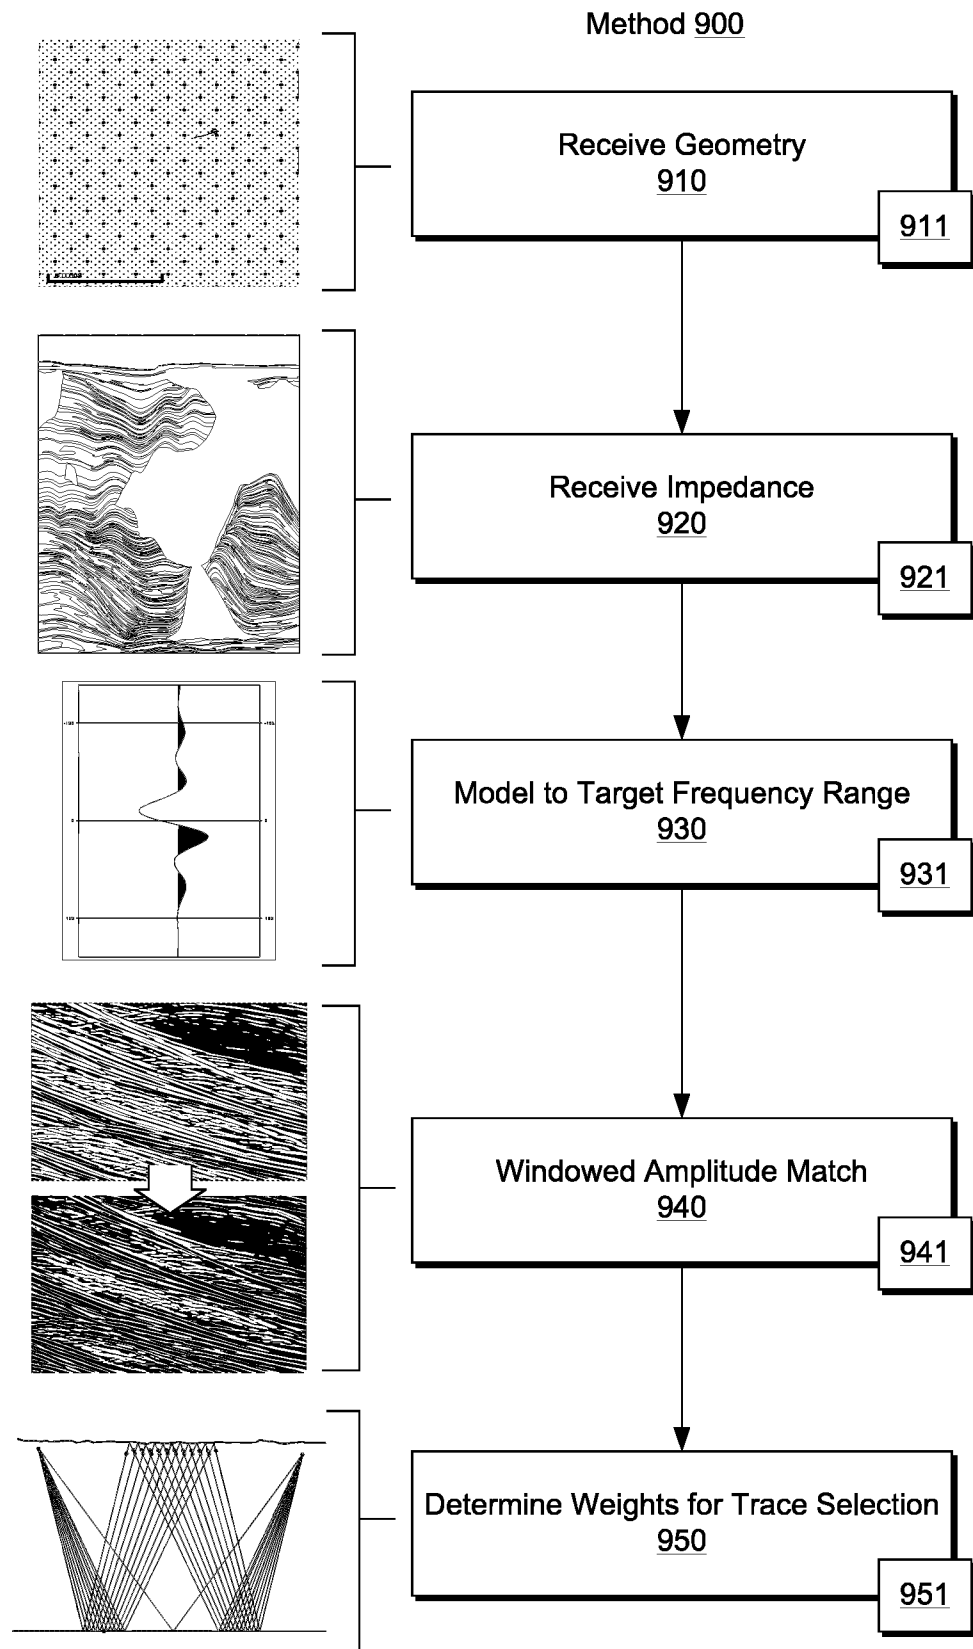 Method 900
Receive Geometry
910
911
Receive Impedance
920
921
Model to Target Frequency Range
930
931
Windowed Amplitude Match
940
941
Determine Weights for Trace Selection
950
951